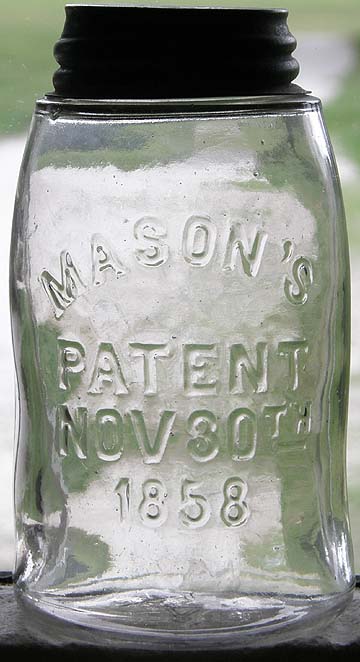 MASON'S
PATENT
NOV 30TH
1858